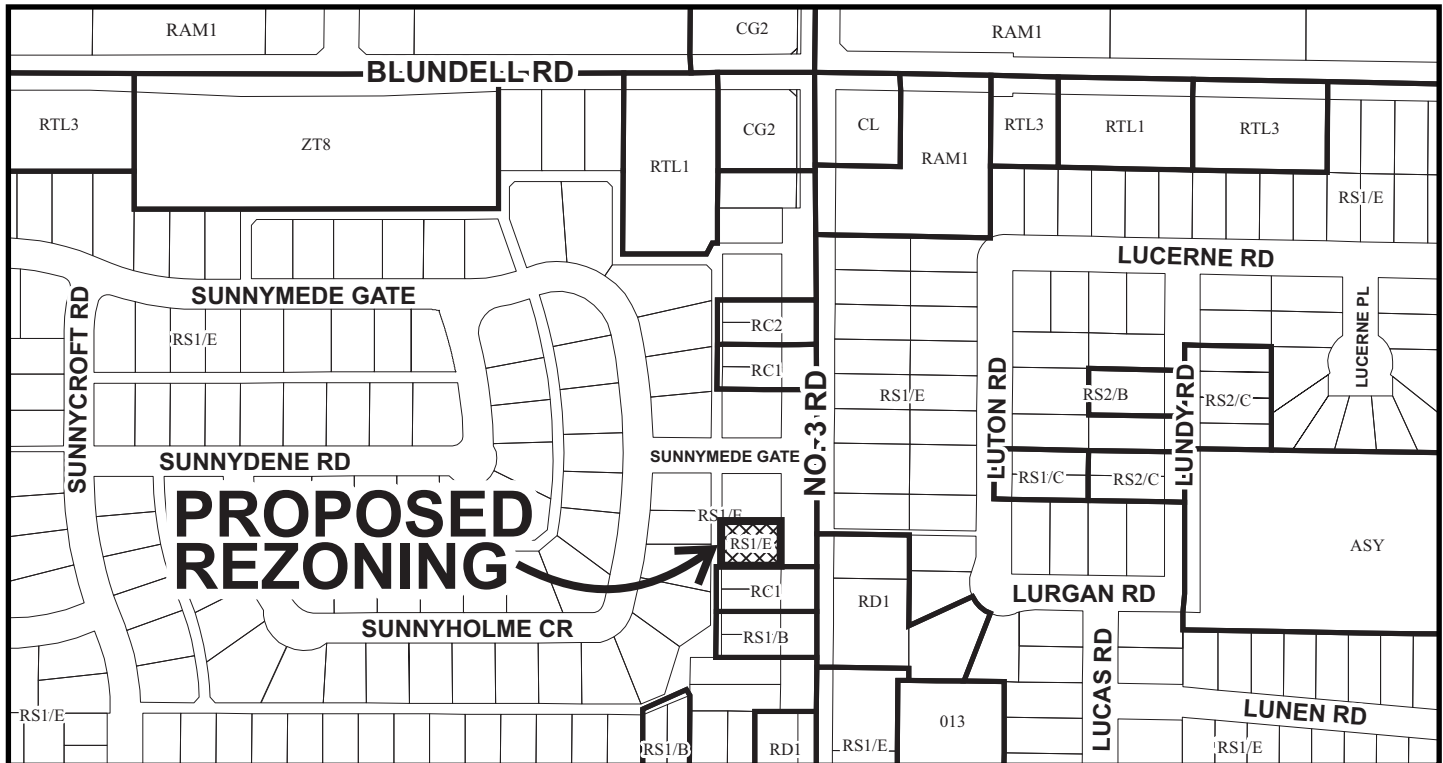 RAM1
CG2
RAM1
BLUNDELL RD
RTL3
ZT8
RTL1
CG2
CL
RAM1
RTL3
RTL1
RTL3
RS1/E
LUCERNE RD
SUNNYMEDE GATE
SUNNYCROFT RD
RS1/E
RC2
RC1
NO. 3 RD
RS1/E
LUTON RD
RS2/B
LUNDY RD
RS2/C
LUCERNE PL
SUNNYDENE RD
SUNNYMEDE GATE
RS1/C
RS2/C
PROPOSED
REZONING
RS1/E
RS1/E
ASY
RC1
RD1
LURGAN RD
SUNNYHOLME CR
RS1/B
LUCAS RD
RS1/E
RS1/B
RD1
RS1/E
013
LUNEN RD
RS1/E